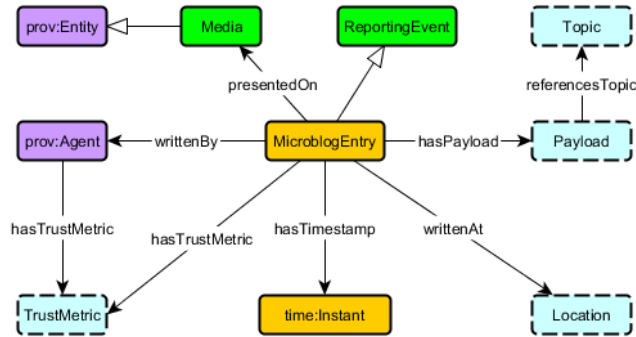 prov:Entity
Media
ReportingEvent
Topic
presentedOn
referencesTopic
prov:Agent
writtenBy
MicroblogEntry
hasPayload
Payload
hasTrustMetric
hasTrustMetric
hasTimestamp
writtenAt
TrustMetric
time:Instant
Location